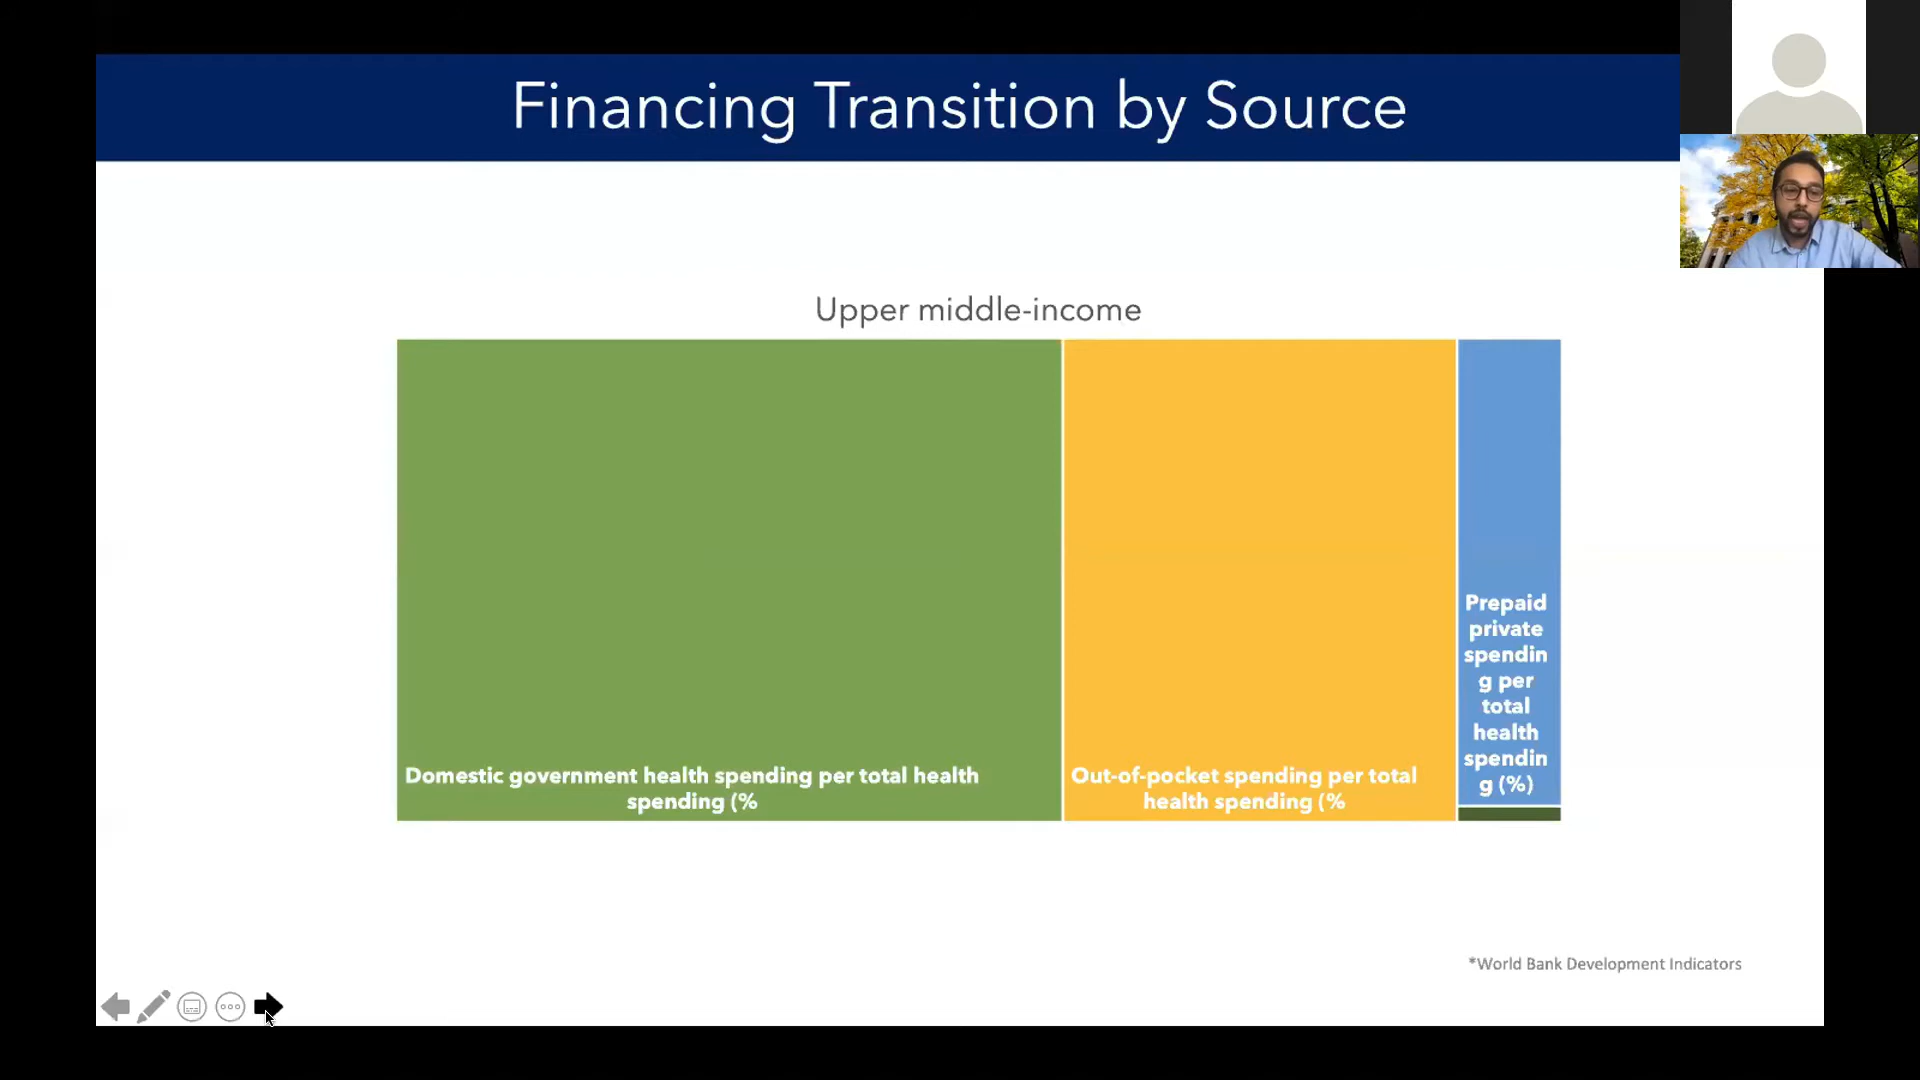 Financing Transition by Source
Upper middle-income
Domestic government health spending per total health
spending (%
Out-of-pocket spending per total
health spending (%
Prepaid
private
spendin
g per
total
health
spendin
g (%)
*World Bank Development Indicators